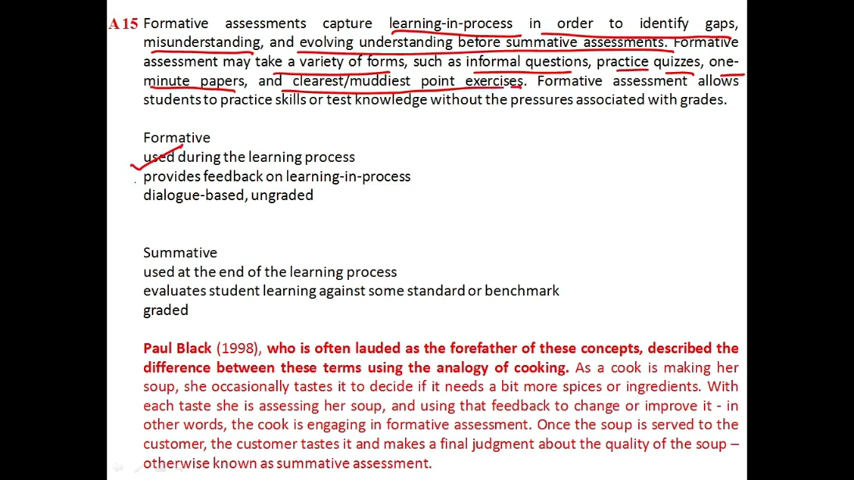 A15 Formative assessments capture learning-in-process in order to identify gaps,
misunderstanding, and evolving understanding before summative assessments. Formative
assessment may take a variety of forms, such as informal questions, practice quizzes, one-
minute papers, and clearest/muddiest point exercises. Formative assessment allows
students to practice skills or test knowledge without the pressures associated with grades.
Formative
used during the learning process
provides feedback on learning-in-process
dialogue-based, ungraded
Summative
used at the end of the learning process
evaluates student learning against some standard or benchmark
graded
Paul Black (1998), who is often lauded as the forefather of these concepts, described the
difference between these terms using the analogy of cooking. As a cook is making her
soup, she occasionally tastes it to decide if it needs a bit more spices or ingredients. With
each taste she is assessing her soup, and using that feedback to change or improve it - in
other words, the cook is engaging in formative assessment. Once the soup is served to the
customer, the customer tastes it and makes a final judgment about the quality of the soup –
otherwise known as summative assessment.